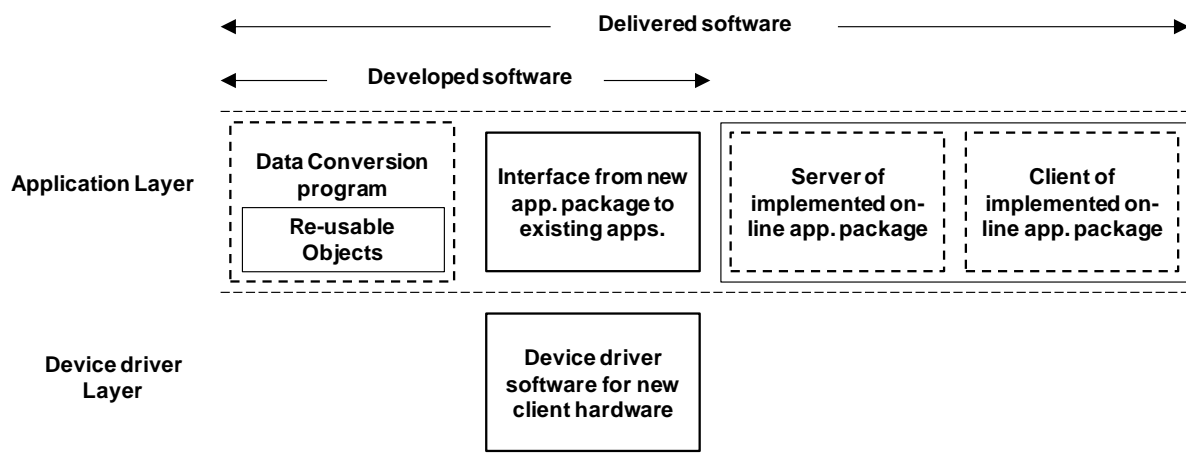 Delivered software
Developed software
Application Layer
Data Conversion
program
Re-usable
Objects
Interface from new
app. package to
existing apps.
Server of
implemented on-
line app. package
Client of
implemented on-
line app. package
Device driver
Layer
Device driver
software for new
client hardware